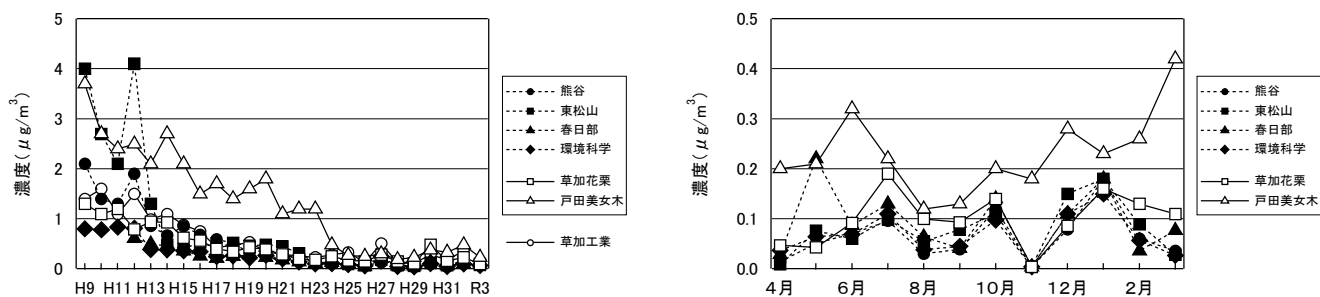 濃度(μg/m³)
5
4
3
2
1
0
H9 H11 H13 H15 H17 H19 H21 H23 H25 H27 H29 H31 R3
熊谷
東松山
春日部
環境科学
草加花栗
戸田美女木
草加工業
濃度(μg/m³)
0.5
0.4
0.3
0.2
0.1
0.0
4月 6月 8月 10月 12月 2月
熊谷
東松山
春日部
環境科学
草加花栗
戸田美女木